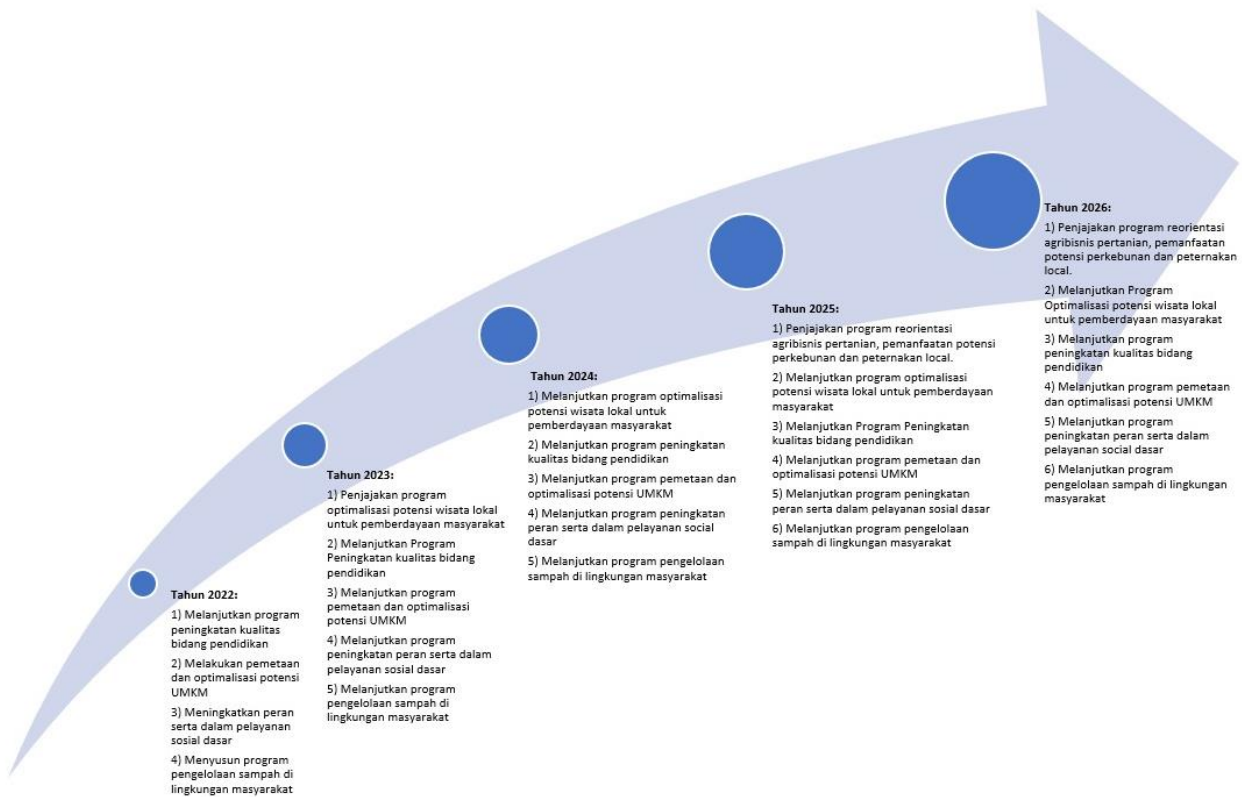 Tahun 2022:
1) Melanjutkan program
peningkatan kualitas
bidang pendidikan
2) Melakukan pemetaan
dan optimalisasi potensi
UMKM
3) Meningkatkan peran
serta dalam pelayanan
sosial dasar
4) Menyusun program
pengelolaan sampah di
lingkungan masyarakat
Tahun 2023:
1) Penjajakan program
optimalisasi potensi wisata lokal
untuk pemberdayaan masyarakat
2) Melanjutkan Program
Peningkatan kualitas bidang
pendidikan
3) Melanjutkan program
pemetaan dan optimalisasi
potensi UMKM
4) Melanjutkan program
peningkatan peran serta dalam
pelayanan sosial dasar
5) Melanjutkan program
pengelolaan sampah di
lingkungan masyarakat
Tahun 2024:
1) Melanjutkan program optimalisasi
potensi wisata lokal untuk
pemberdayaan masyarakat
2) Melanjutkan program peningkatan
kualitas bidang pendidikan
3) Melanjutkan program pemetaan dan
optimalisasi potensi UMKM
4) Melanjutkan program peningkatan
peran serta dalam pelayanan social
dasar
5) Melanjutkan program pengelolaan
sampah di lingkungan masyarakat
Tahun 2025:
1) Penjajakan program reorientasi
agribisnis pertanian, pemanfaatan potensi
perkebunan dan peternakan local.
2) Melanjutkan program optimalisasi
potensi wisata lokal untuk pemberdayaan
masyarakat
3) Melanjutkan Program Peningkatan
kualitas bidang pendidikan
4) Melanjutkan program pemetaan dan
optimalisasi potensi UMKM
5) Melanjutkan program peningkatan
peran serta dalam pelayanan sosial dasar
6) Melanjutkan program pengelolaan
sampah di lingkungan masyarakat
Tahun 2026:
1) Penjajakan program reorientasi
agribisnis pertanian, pemanfaatan
potensi perkebunan dan peternakan
local.
2) Melanjutkan Program
Optimalisasi potensi wisata lokal
untuk pemberdayaan masyarakat
3) Melanjutkan program
peningkatan kualitas bidang
pendidikan
4) Melanjutkan program pemetaan
dan optimalisasi potensi UMKM
5) Melanjutkan program
peningkatan peran serta dalam
pelayanan social dasar
6) Melanjutkan program
pengelolaan sampah di lingkungan
masyarakat